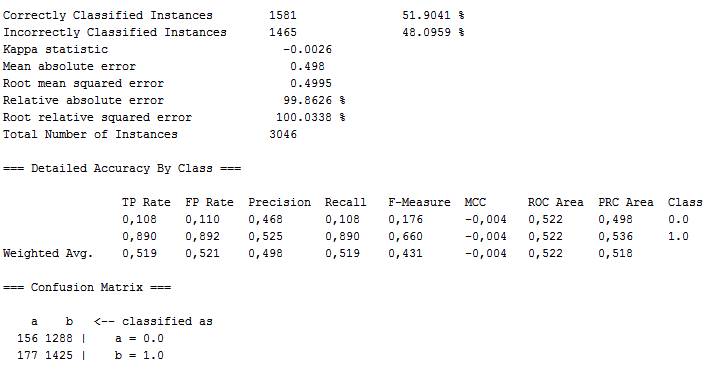 Correctly Classified Instances 1581 51.9041 %
Incorrectly Classified Instances 1465 48.0959 %
Kappa statistic -0.0026
Mean absolute error 0.498
Root mean squared error 0.4995
Relative absolute error 99.8626 %
Root relative squared error 100.0338 %
Total Number of Instances 3046
=== Detailed Accuracy By Class ===
TP Rate FP Rate Precision Recall F-Measure MCC ROC Area PRC Area Class
0,108 0,110 0,468 0,108 0,176 -0,004 0,522 0,498 0.0
0,890 0,892 0,525 0,890 0,660 -0,004 0,522 0,536 1.0
Weighted Avg. 0,519 0,521 0,498 0,519 0,431 -0,004 0,522 0,518
=== Confusion Matrix ===
a b <-- classified as
156 1288 | a = 0.0
177 1425 | b = 1.0